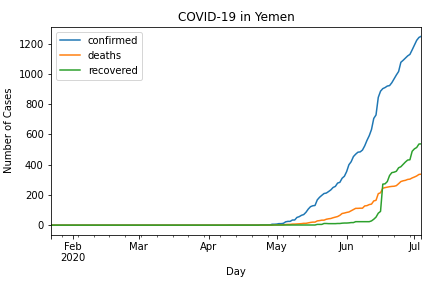 COVID-19 in Yemen
confirmed
deaths
recovered
Number of Cases
1200
1000
800
600
400
200
0
Feb
2020
Mar
Apr
May
Jun
Jul
Day